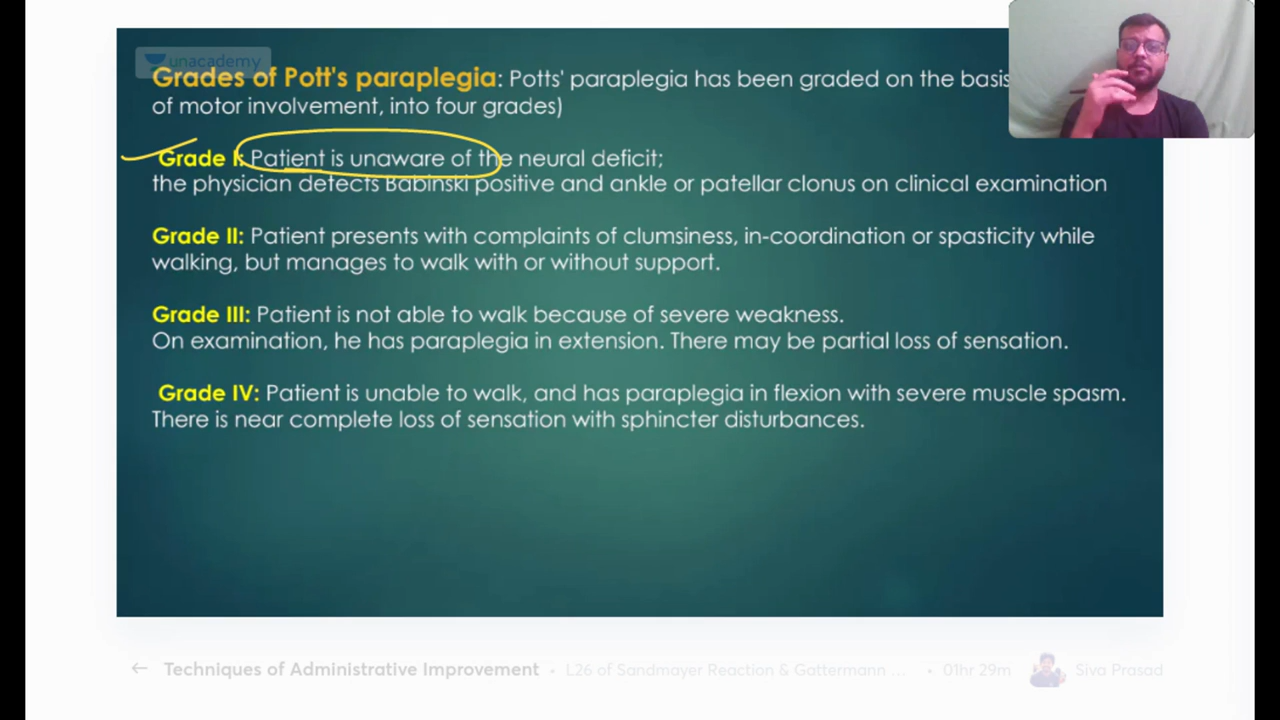 unacademy
Grades of Pott's paraplegia: Potts' paraplegia has been graded on the basis
of motor involvement, into four grades)
Grade I: Patient is unaware of the neural deficit;
the physician detects Babinski positive and ankle or patellar clonus on clinical examination
Grade II: Patient presents with complaints of clumsiness, in-coordination or spasticity while
walking, but manages to walk with or without support.
Grade III: Patient is not able to walk because of severe weakness.
On examination, he has paraplegia in extension. There may be partial loss of sensation.
Grade IV: Patient is unable to walk, and has paraplegia in flexion with severe muscle spasm.
There is near complete loss of sensation with sphincter disturbances.
← Techniques of Administrative Improvement • L26 of Sandmayer Reaction & Gattermann ... • 01hr 29m Siva Prasad